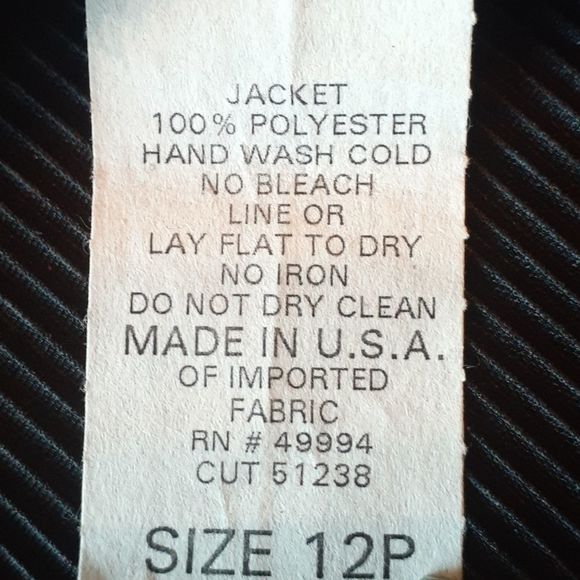 JACKET
100% POLYESTER
HAND WASH COLD
NO BLEACH
LINE OR
LAY FLAT TO DRY
NO IRON
DO NOT DRY CLEAN
MADE IN U.S.A.
OF IMPORTED
FABRIC
RN # 49994
CUT 51238
SIZE 12P